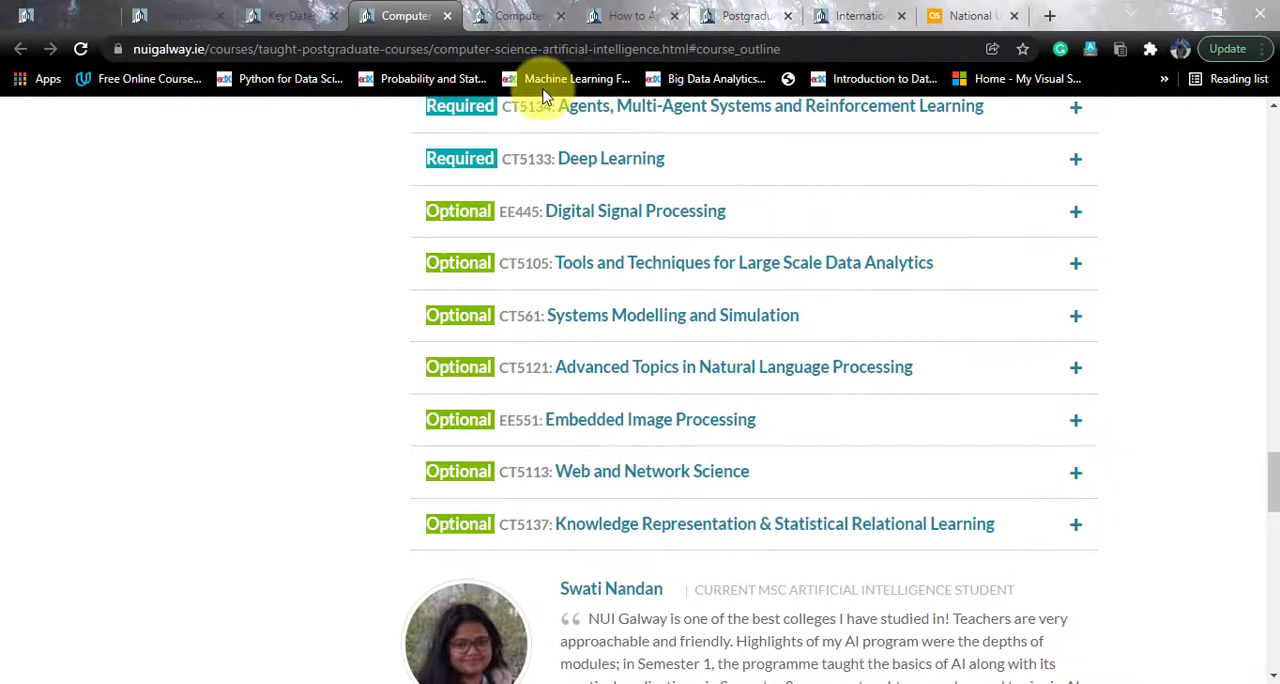 Key Date
Computer
Compute
How to Ap
Postgradu
Internatio
National U
nuigalway.ie/courses/taught-postgraduate-courses/computer-science-artificial-intelligence.html#course_outline
Update
Apps
Free Online Course...
Python for Data Sci...
Probability and Stat...
Machine Learning F...
Big Data Analytics...
Introduction to Dat...
Home - My Visual S...
»
Reading list
Required CT5134: Agents, Multi-Agent Systems and Reinforcement Learning
Required CT5133: Deep Learning
Optional EE445: Digital Signal Processing
Optional CT5105: Tools and Techniques for Large Scale Data Analytics
Optional CT561: Systems Modelling and Simulation
Optional CT5121: Advanced Topics in Natural Language Processing
Optional EE551: Embedded Image Processing
Optional CT5113: Web and Network Science
Optional CT5137: Knowledge Representation & Statistical Relational Learning
Swati Nandan | CURRENT MSC ARTIFICIAL INTELLIGENCE STUDENT
“ NUI Galway is one of the best colleges I have studied in! Teachers are very
approachable and friendly. Highlights of my AI program were the depths of
modules; in Semester 1, the programme taught the basics of AI along with its